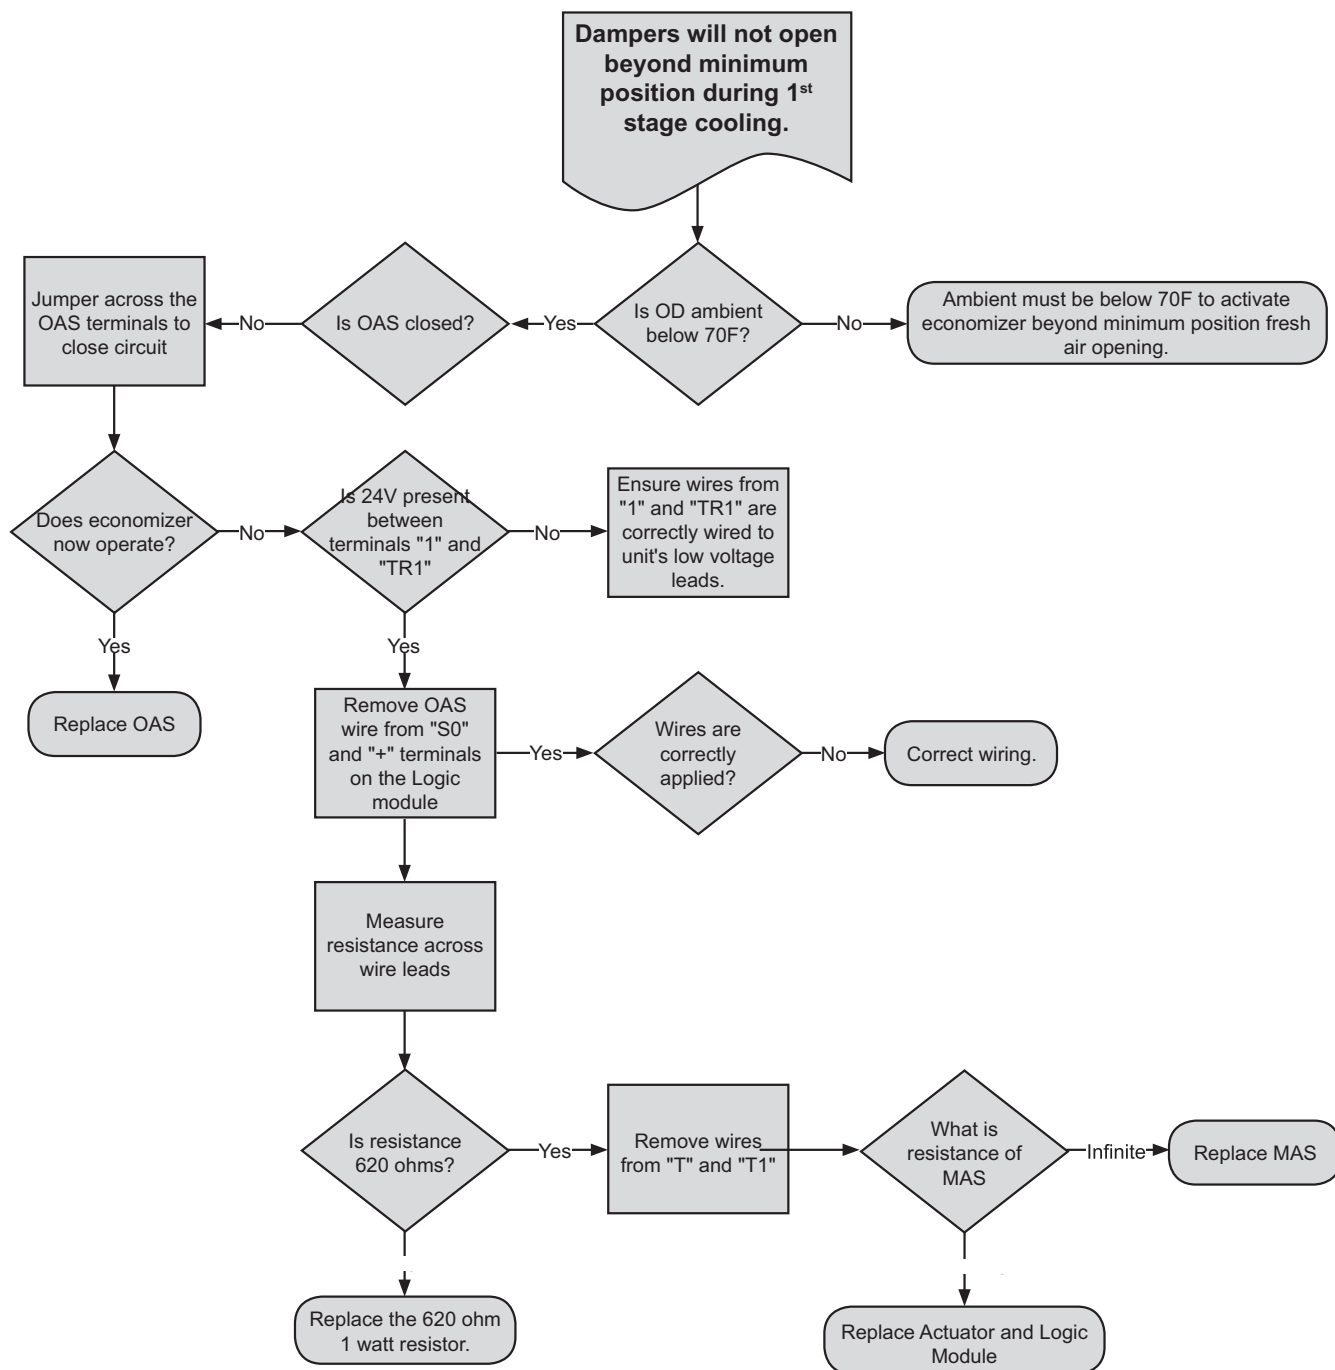 Dampers will not open
beyond minimum
position during 1st
stage cooling.
Jumper across the
OAS terminals to
close circuit
No
Is OAS closed?
Yes
Is OD ambient
below 70F?
No
Ambient must be below 70F to activate
economizer beyond minimum position fresh
air opening.
Does economizer
now operate?
No
Is 24V present
between
terminals "1" and
"TR1"
No
Ensure wires from
"1" and "TR1" are
correctly wired to
unit's low voltage
leads.
Yes
Yes
Replace OAS
Remove OAS
wire from "S0"
and "+" terminals
on the Logic
module
Yes
Wires are
correctly
applied?
No
Correct wiring.
Measure
resistance across
wire leads
Is resistance
620 ohms?
Yes
Remove wires
from "T" and "T1"
What is
resistance of
MAS
Infinite
Replace MAS
Replace the 620 ohm
1 watt resistor.
Replace Actuator and Logic
Module